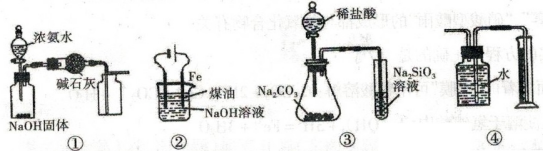 浓氨水
碱石灰
NaOH固体
①
Fe
煤油
NaOH溶液
②
稀盐酸
Na₂CO₃
Na₂SiO₃
溶液
③
水
④